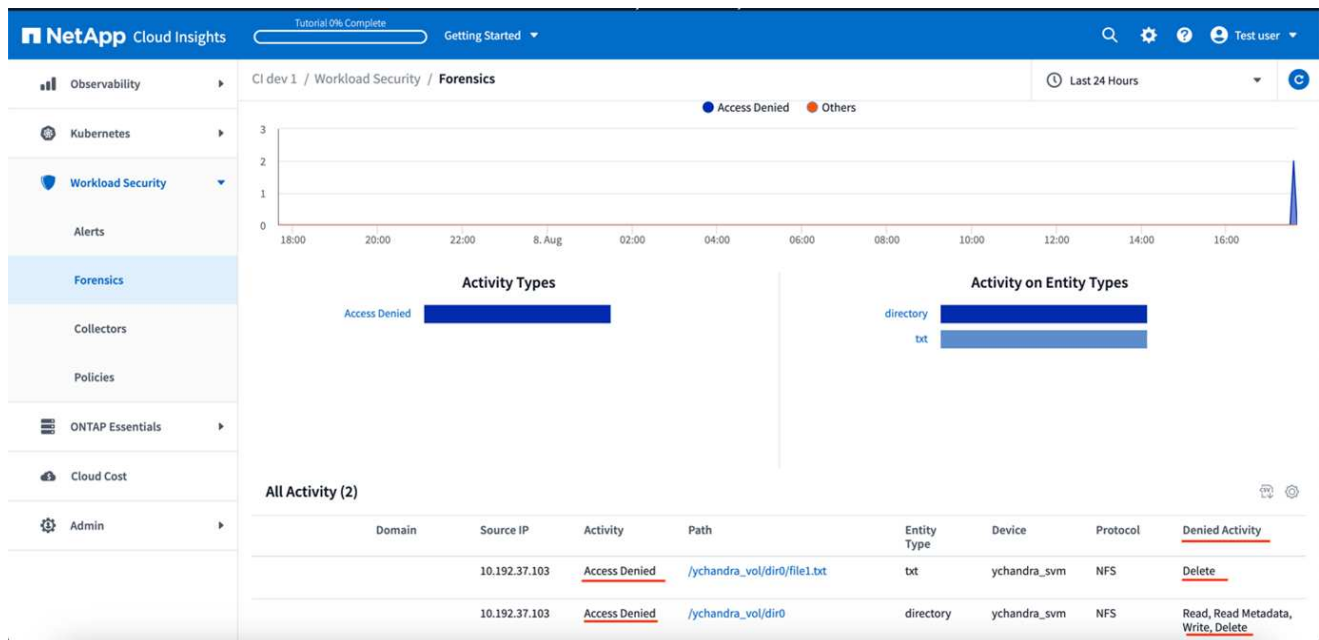 Tutorial 0% Complete
NetApp Cloud Insights
Getting Started
Test user
Observability
Kubernetes
Workload Security
Alerts
Forensics
Collectors
Policies
ONTAP Essentials
Cloud Cost
Admin
CI dev 1 / Workload Security / Forensics
Last 24 Hours
Access Denied Others
3
2
1
0
18:00 20:00 22:00 8. Aug 02:00 04:00 06:00 08:00 10:00 12:00 14:00 16:00
Activity Types
Access Denied
Activity on Entity Types
directory
txt
All Activity (2)
CSV
Domain Source IP Activity Path Entity Type Device Protocol Denied Activity
10.192.37.103 Access Denied /ychandra_vol/dir0/file1.txt txt ychandra_svm NFS Delete
10.192.37.103 Access Denied /ychandra_vol/dir0 directory ychandra_svm NFS Read, Read Metadata,
Write, Delete